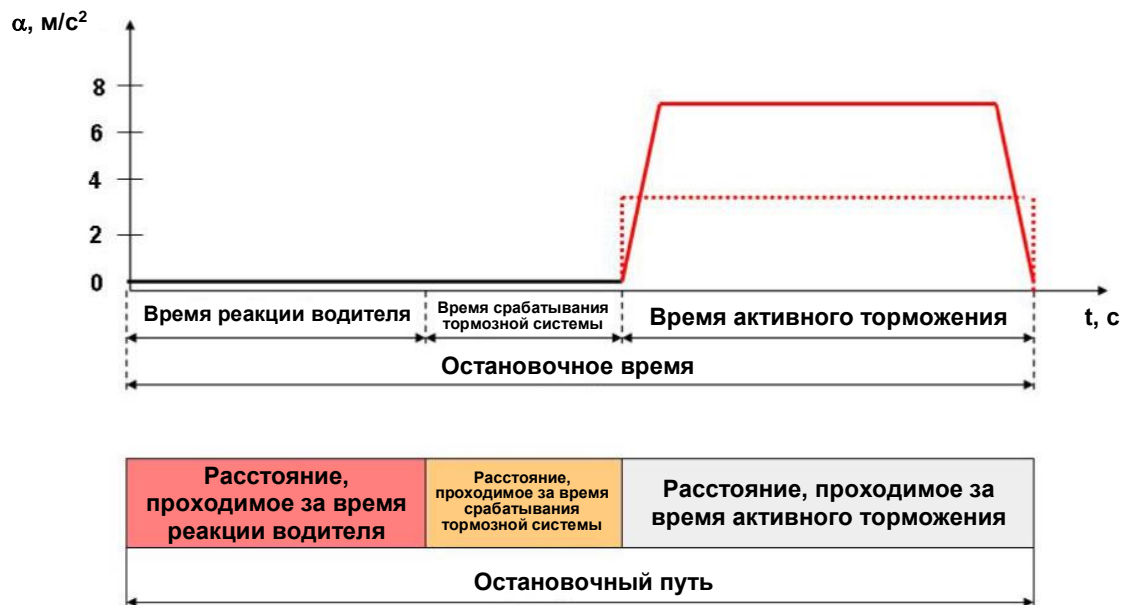 α, м/с²
8
6
4
2
0
Время реакции водителя
Время срабатывания
тормозной системы
Время активного торможения
t, с
Остановочное время
Расстояние,
проходимое за время
реакции водителя
Расстояние,
проходимое за время
срабатывания
тормозной системы
Расстояние, проходимое за
время активного торможения
Остановочный путь